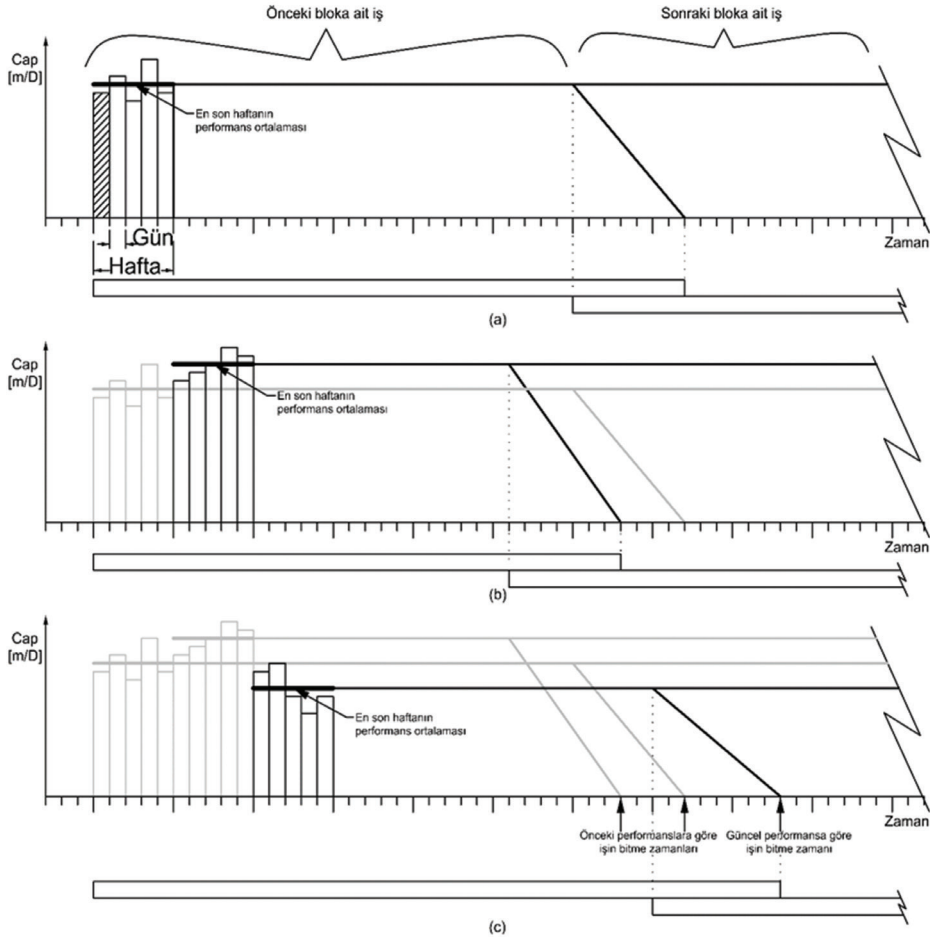 Önceki bloka ait iş
Sonraki bloka ait iş
Cap
[m/D]
En son haftanın
performans ortalaması
Gün
Hafta
Zaman
(a)
Cap
[m/D]
En son haftanın
performans ortalaması
Zaman
(b)
Cap
[m/D]
En son haftanın
performans ortalaması
Zaman
Önceki performanslara göre
işin bitme zamanları
Güncel performansa göre
işin bitme zamanı
(c)